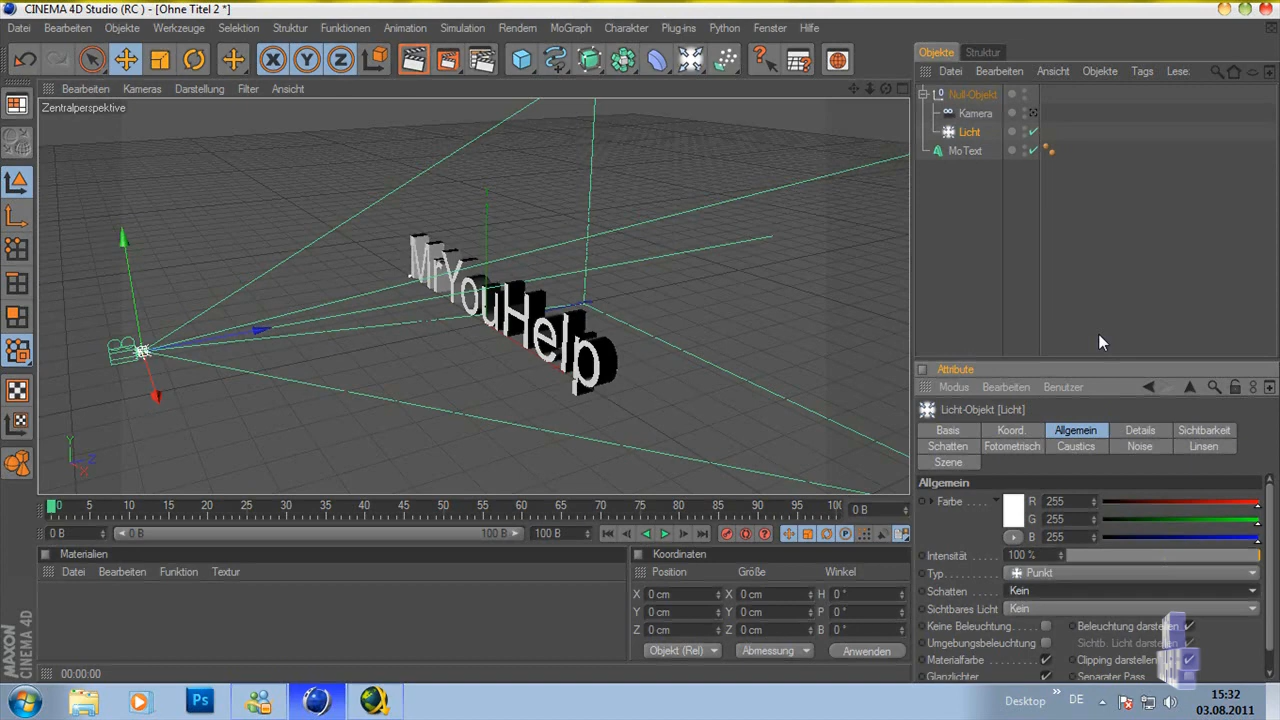 CINEMA 4D Studio (RC ) - [Ohne Titel 2 *]
Datei Bearbeiten Objekte Werkzeuge Selektion Struktur Funktionen Animation Simulation Rendern MoGraph Charakter Plug-ins Python Fenster Hilfe
X Y Z
Bearbeiten Kameras Darstellung Filter Ansicht
Zentralperspektive
MrYouHelp
Y Z X
0 5 10 15 20 25 30 35 40 45 50 55 60 65 70 75 80 85 90 95 100 0 B
0 B 0 B 100 B 100 B
Materialien
Datei Bearbeiten Funktion Textur
Koordinaten
Position Größe Winkel
X 0 cm X 0 cm H 0 °
Y 0 cm Y 0 cm P 0 °
Z 0 cm Z 0 cm B 0 °
Objekt (Rel) Abmessung Anwenden
00:00:00
MAXON
CINEMA 4D
Objekte Struktur
Datei Bearbeiten Ansicht Objekte Tags Lese.
Null-Objekt
Kamera
Licht
MoText
Attribute
Modus Bearbeiten Benutzer
Licht-Objekt [Licht]
Basis Koord. Allgemein Details Sichtbarkeit
Schatten Fotometrisch Caustics Noise Linsen
Szene
Allgemein
Farbe R 255
G 255
B 255
Intensität 100 %
Typ Punkt
Schatten Kein
Sichtbares Licht Kein
Keine Beleuchtung Beleuchtung darstellen
Umgebungsbeleuchtung Sichtb. Licht darstellen
Materialfarbe Clipping darstellen
Glanzlichter Separater Pass
Ps
Desktop » DE 15:32
03.08.2011